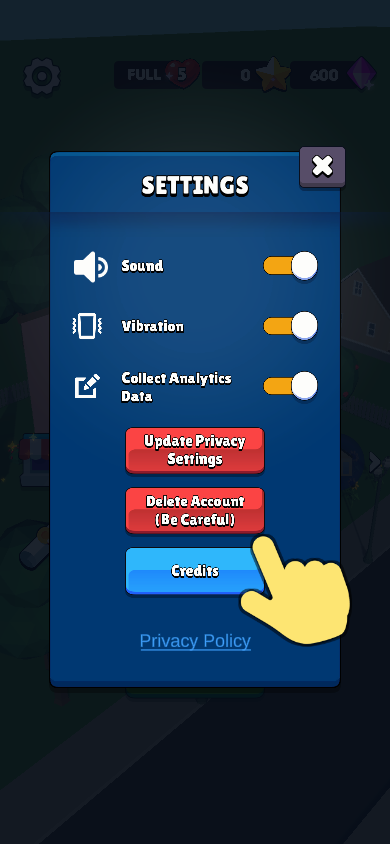 FULL 5 0 600
SETTINGS
Sound
Vibration
Collect Analytics
Data
Update Privacy
Settings
Delete Account
(Be Careful)
Credits
Privacy Policy